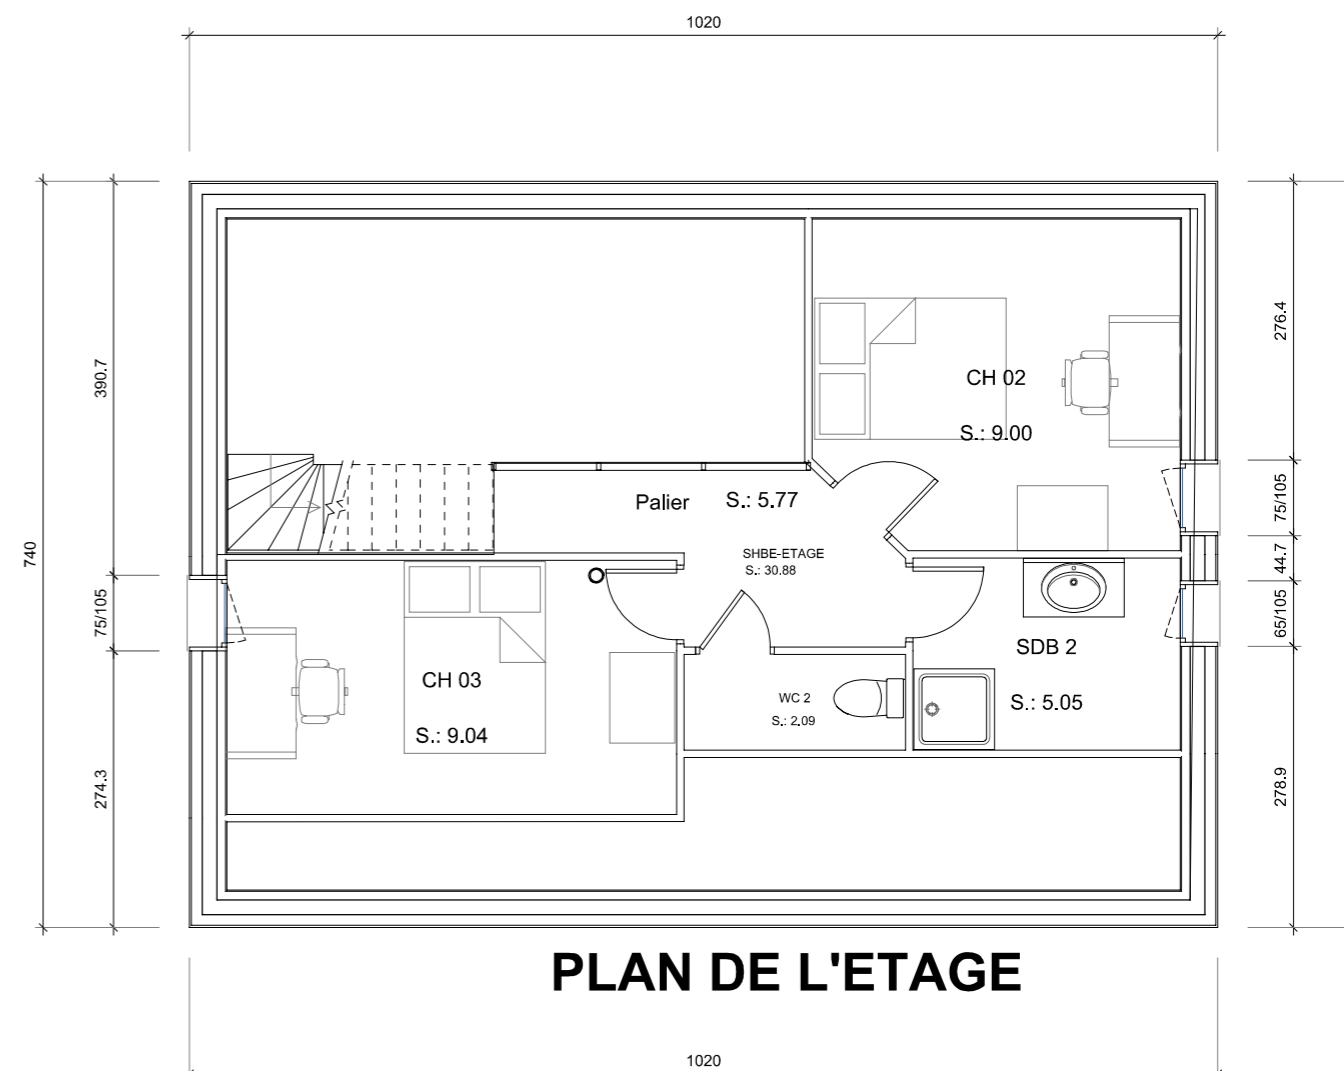 1020
276.4
390.7
CH 02
S.: 9.00
75/105
Palier
S.: 5.77
740
SHBE-ETAGE
S.: 30.88
44.7
75/105
65/105
SDB 2
CH 03
WC 2
S.: 2.09
S.: 5.05
S.: 9.04
274.3
278.9
PLAN DE L'ETAGE
1020